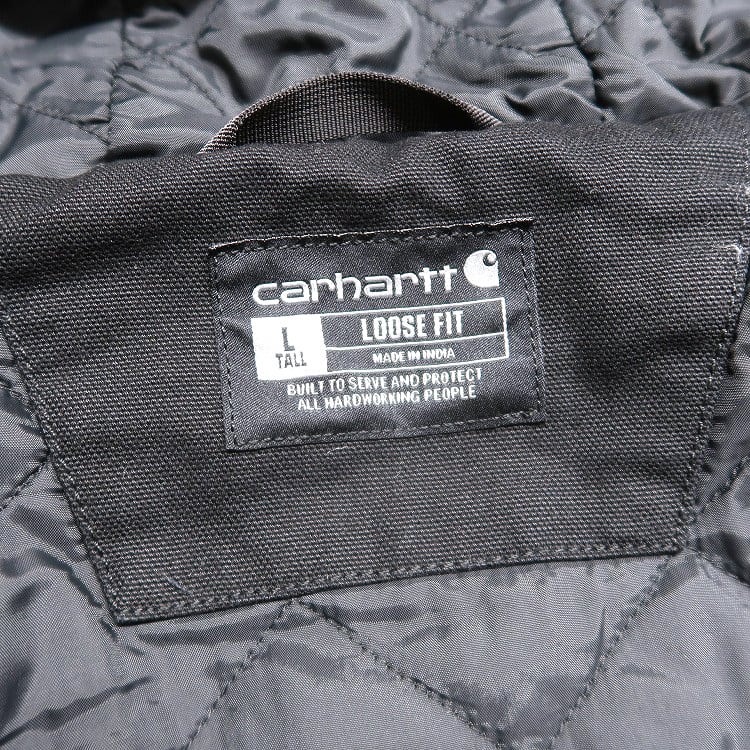 carhartt
L
TALL
LOOSE FIT
MADE IN INDIA
BUILT TO SERVE AND PROTECT
ALL HARDWORKING PEOPLE